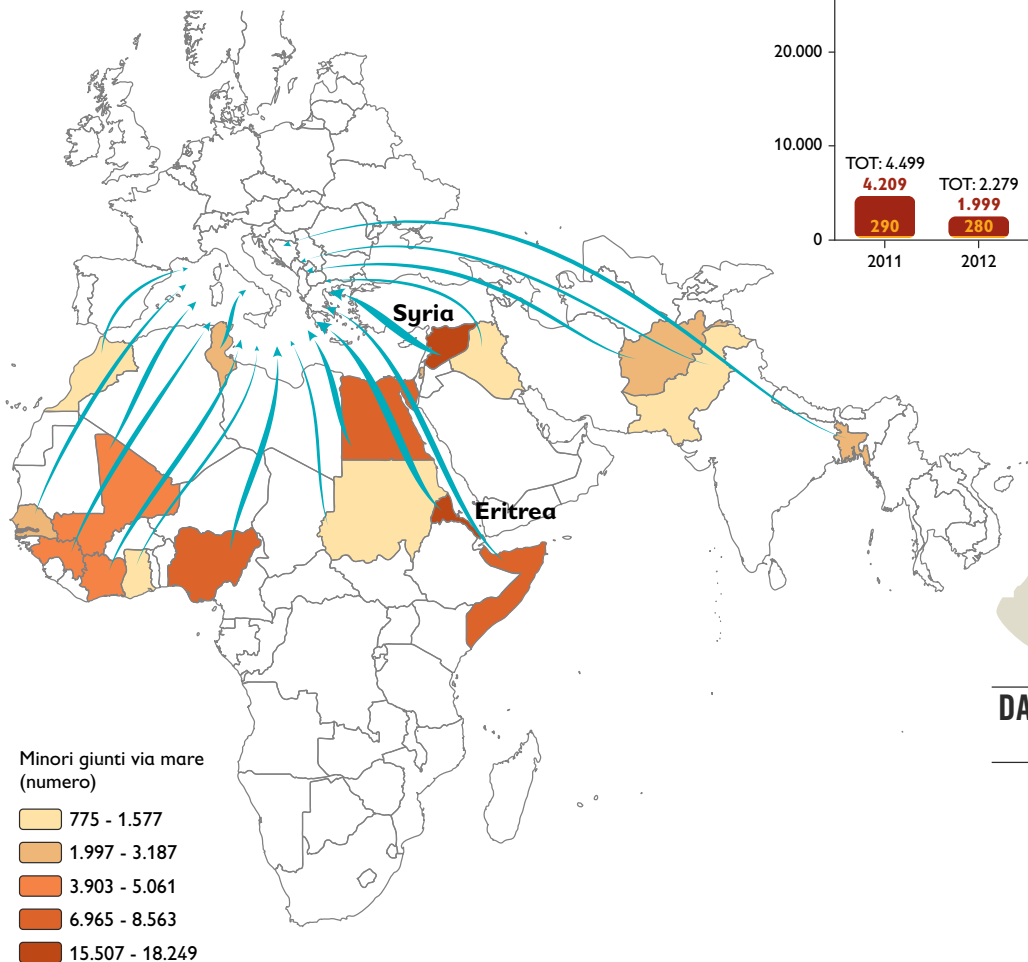 20.000
10.000
TOT: 4.499
4.209
290
TOT: 2.279
1.999
280
0
2011
2012
Syria
Eritrea
DA
Minori giunti via mare
(numero)
775 - 1.577
1.997 - 3.187
3.903 - 5.061
6.965 - 8.563
15.507 - 18.249